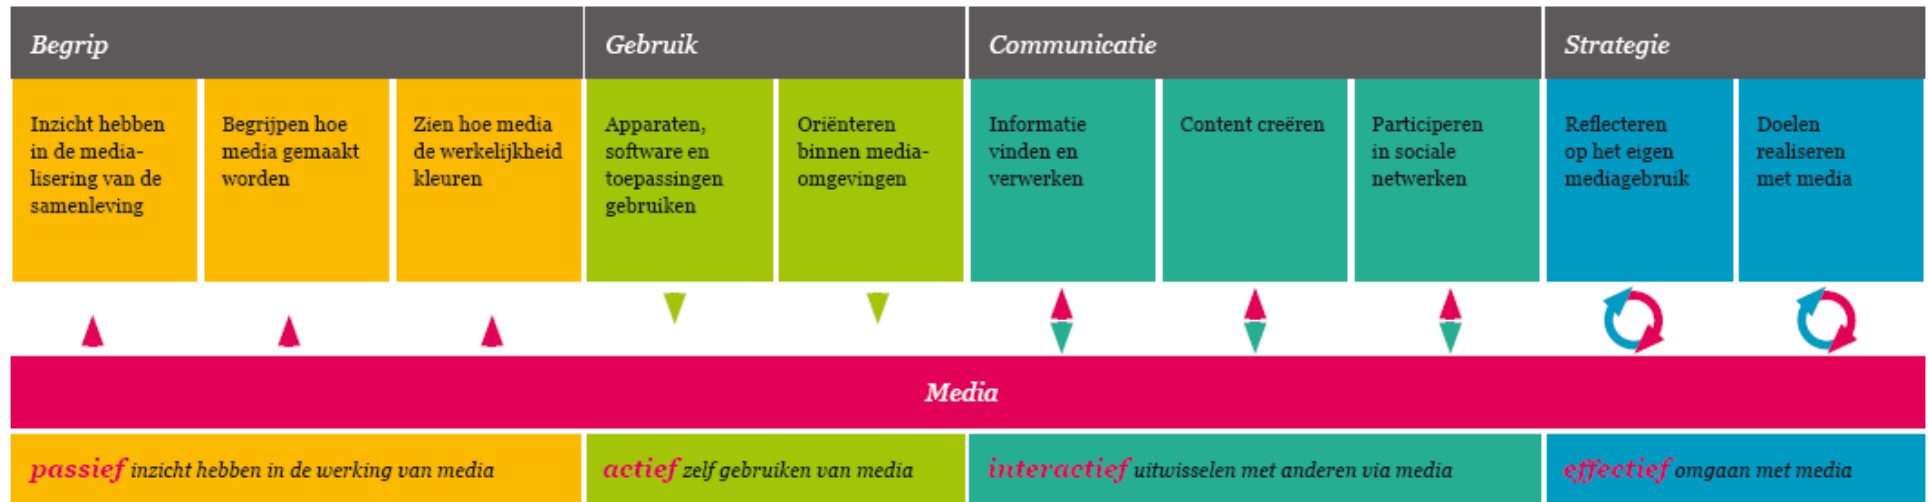 Begrip
Gebruik
Communicatie
Strategie
Inzicht hebben
in de media-
lisering van de
samenleving
Begrijpen hoe
media gemaakt
worden
Zien hoe media
de werkelijkheid
kleuren
Apparaten,
software en
toepassingen
gebruiken
Oriënteren
binnen media-
omgevingen
Informatie
vinden en
verwerken
Content creëren
Participeren
in sociale
netwerken
Reflecteren
op het eigen
mediagebruik
Doelen
realiseren
met media
Media
passief inzicht hebben in de werking van media
actief zelf gebruiken van media
interactief uitwisselen met anderen via media
effectief omgaan met media